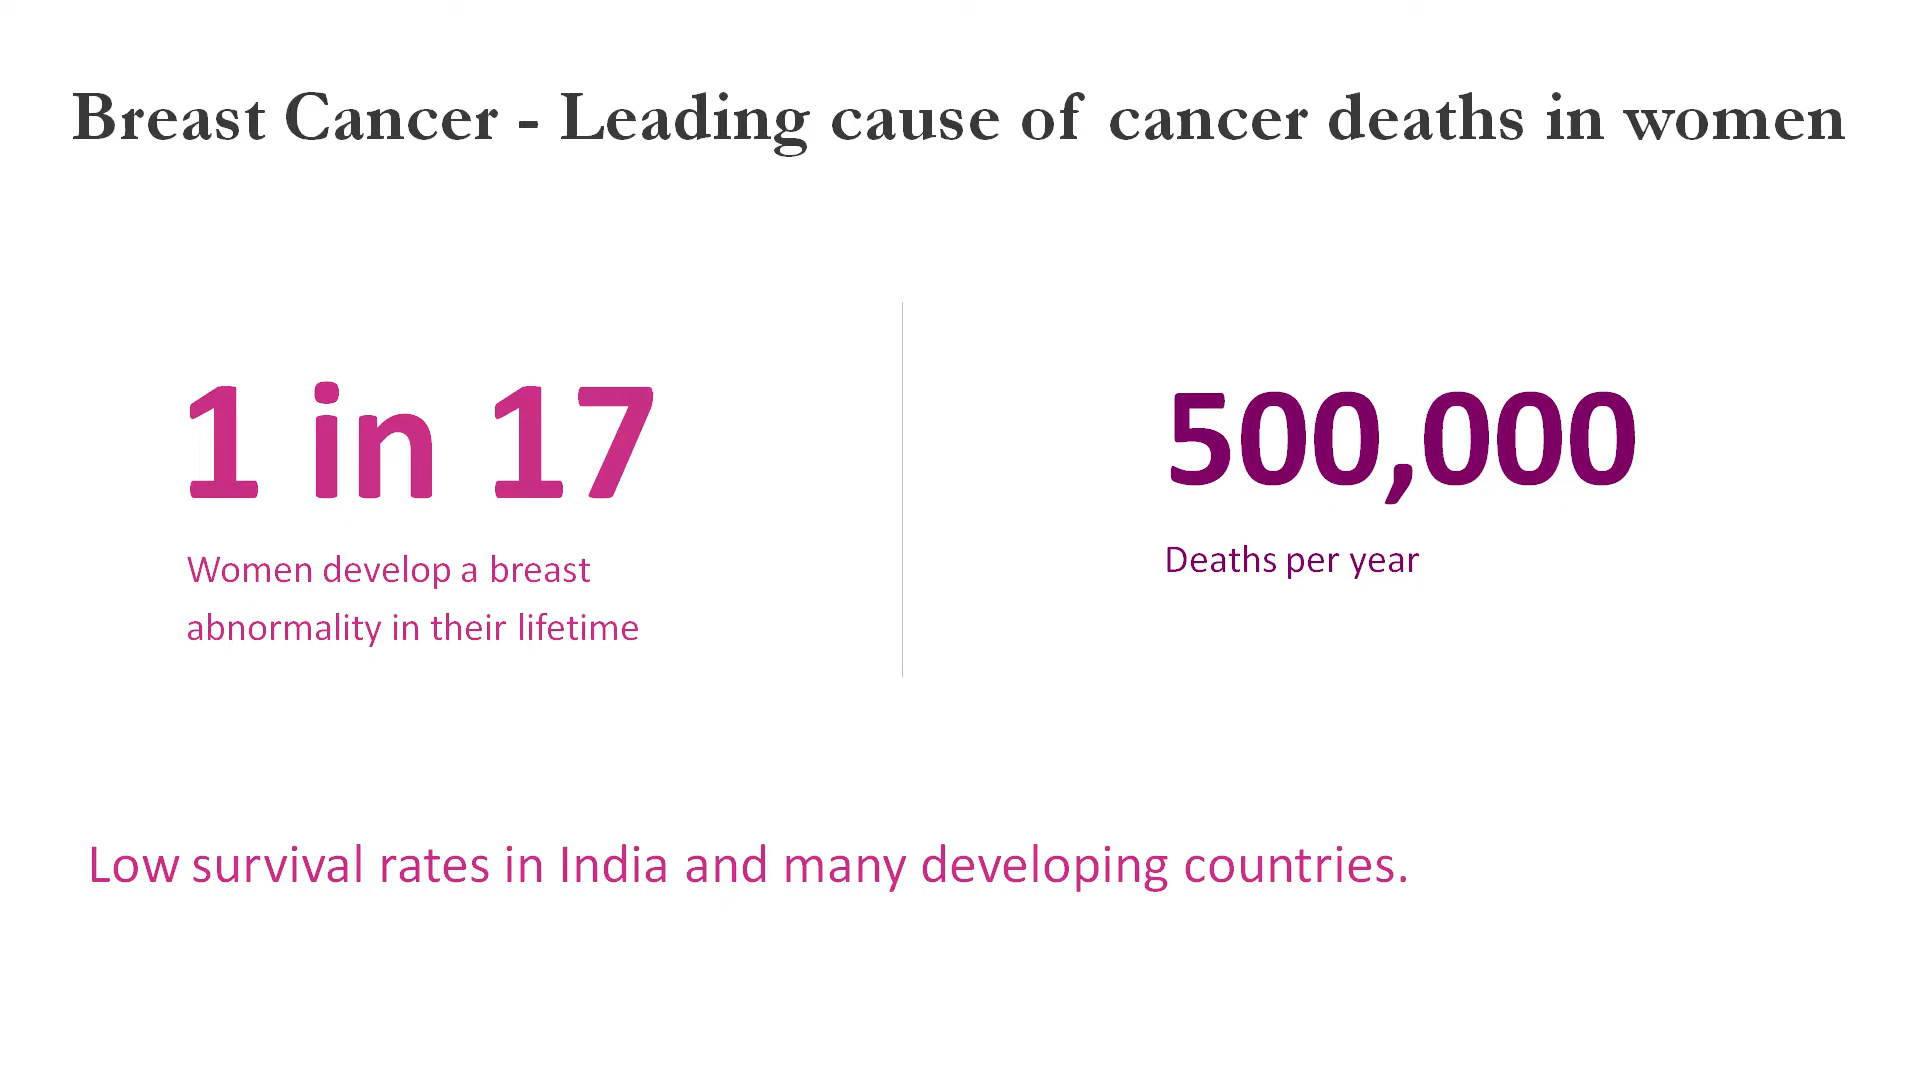 Breast Cancer - Leading cause of cancer deaths in women
1 in 17
Women develop a breast
abnormality in their lifetime
500,000
Deaths per year
Low survival rates in India and many developing countries.